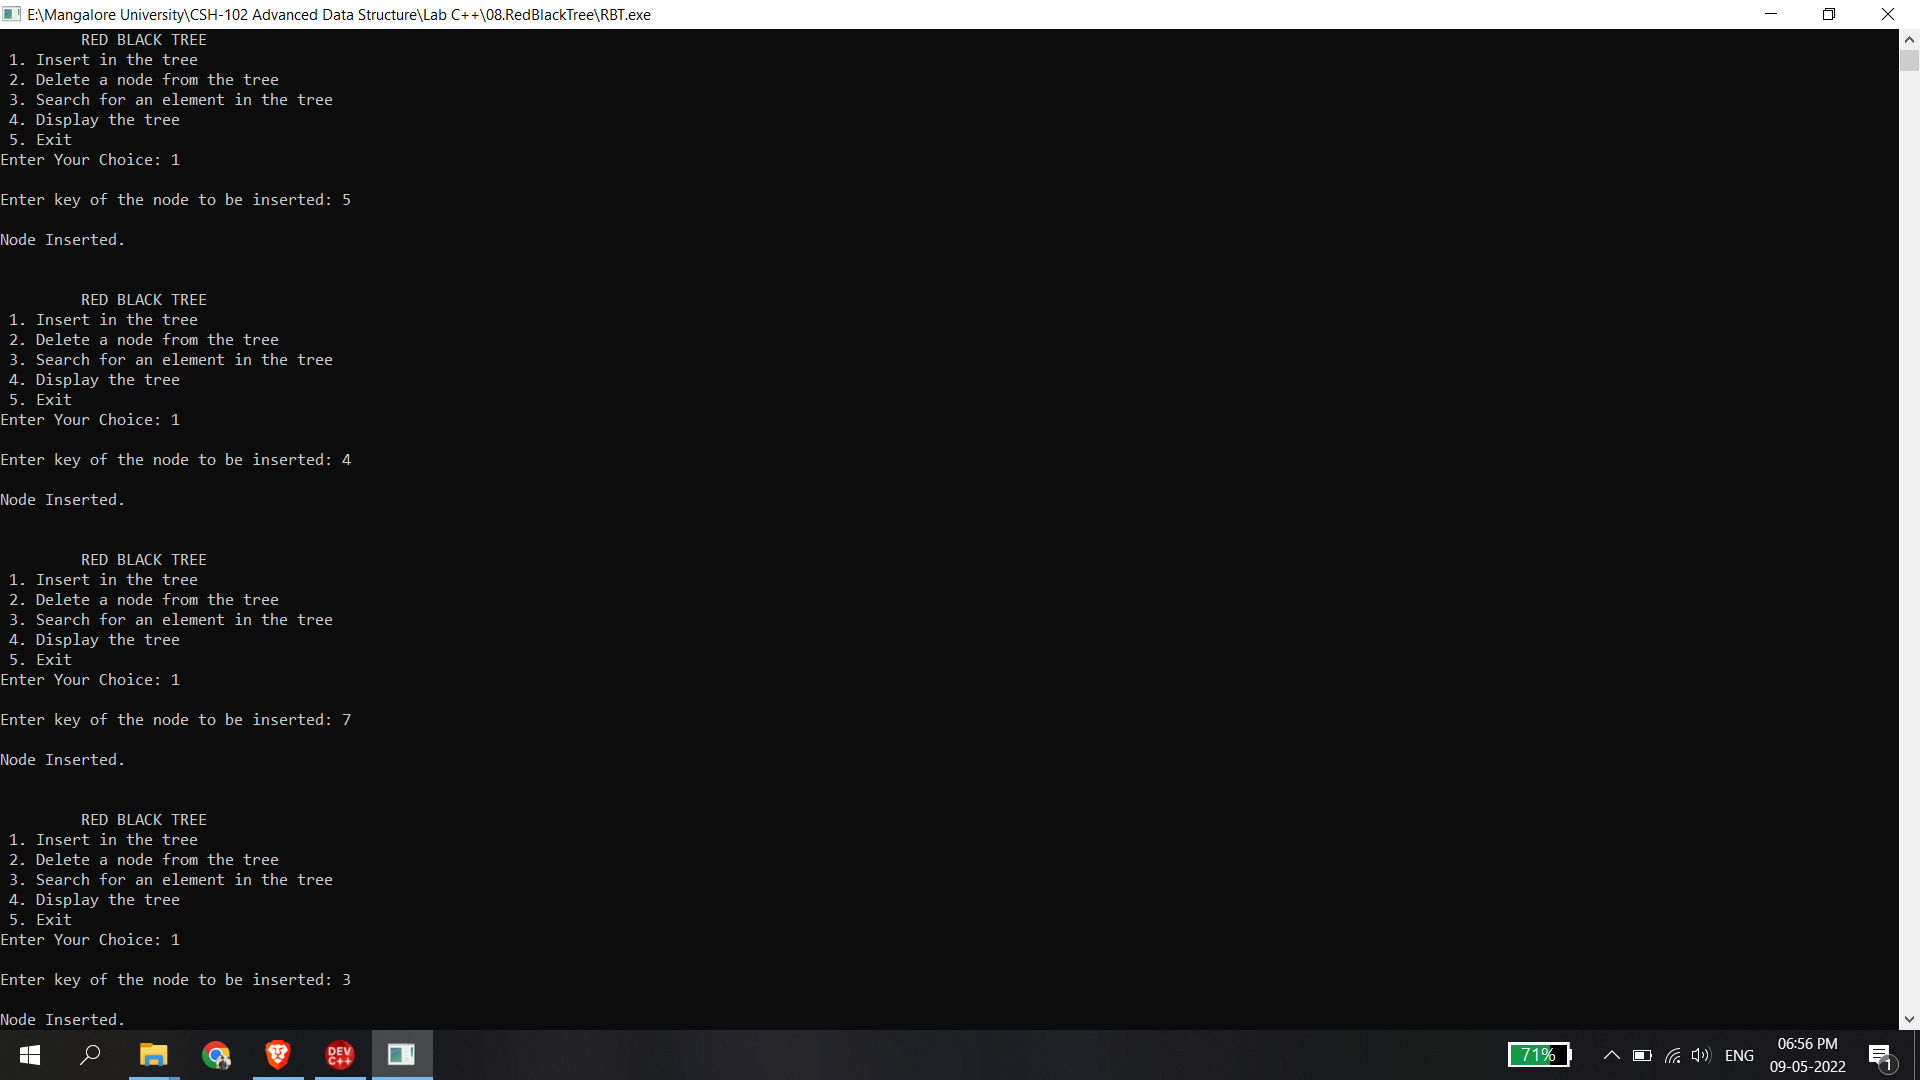 E:\Mangalore University\CSH-102 Advanced Data Structure\Lab C++\08.RedBlackTree\RBT.exe
RED BLACK TREE
1. Insert in the tree
2. Delete a node from the tree
3. Search for an element in the tree
4. Display the tree
5. Exit
Enter Your Choice: 1
Enter key of the node to be inserted: 5
Node Inserted.
RED BLACK TREE
1. Insert in the tree
2. Delete a node from the tree
3. Search for an element in the tree
4. Display the tree
5. Exit
Enter Your Choice: 1
Enter key of the node to be inserted: 4
Node Inserted.
RED BLACK TREE
1. Insert in the tree
2. Delete a node from the tree
3. Search for an element in the tree
4. Display the tree
5. Exit
Enter Your Choice: 1
Enter key of the node to be inserted: 7
Node Inserted.
RED BLACK TREE
1. Insert in the tree
2. Delete a node from the tree
3. Search for an element in the tree
4. Display the tree
5. Exit
Enter Your Choice: 1
Enter key of the node to be inserted: 3
Node Inserted.
DEV C++
71%
ENG
06:56 PM
09-05-2022
1